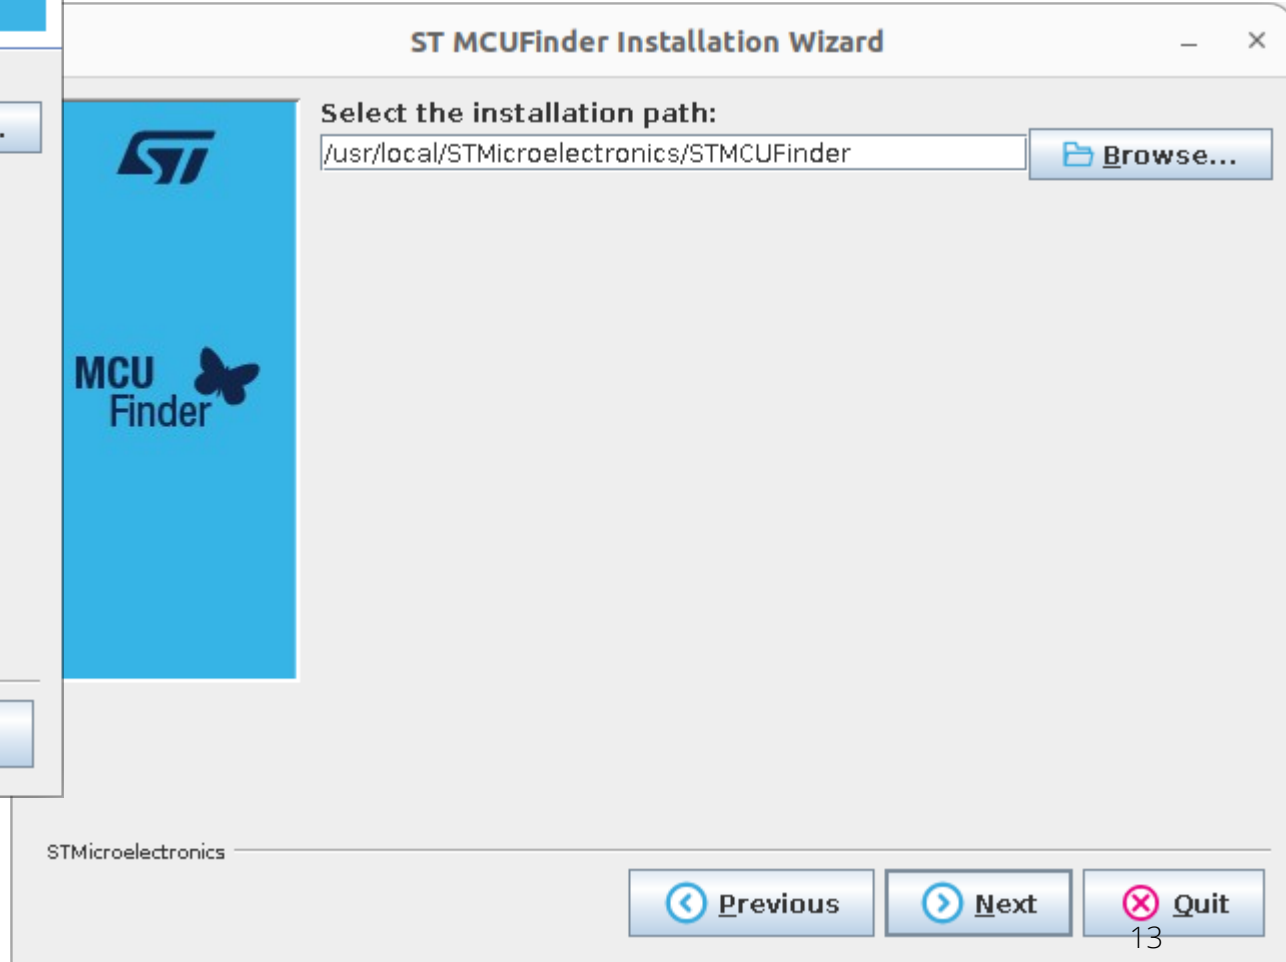 ST MCUFinder Installation Wizard
Select the installation path:
/usr/local/STMicroelectronics/STMCUFinder
Browse...
.
ST
MCU
Finder
STMicroelectronics
Previous
Next
Quit
13